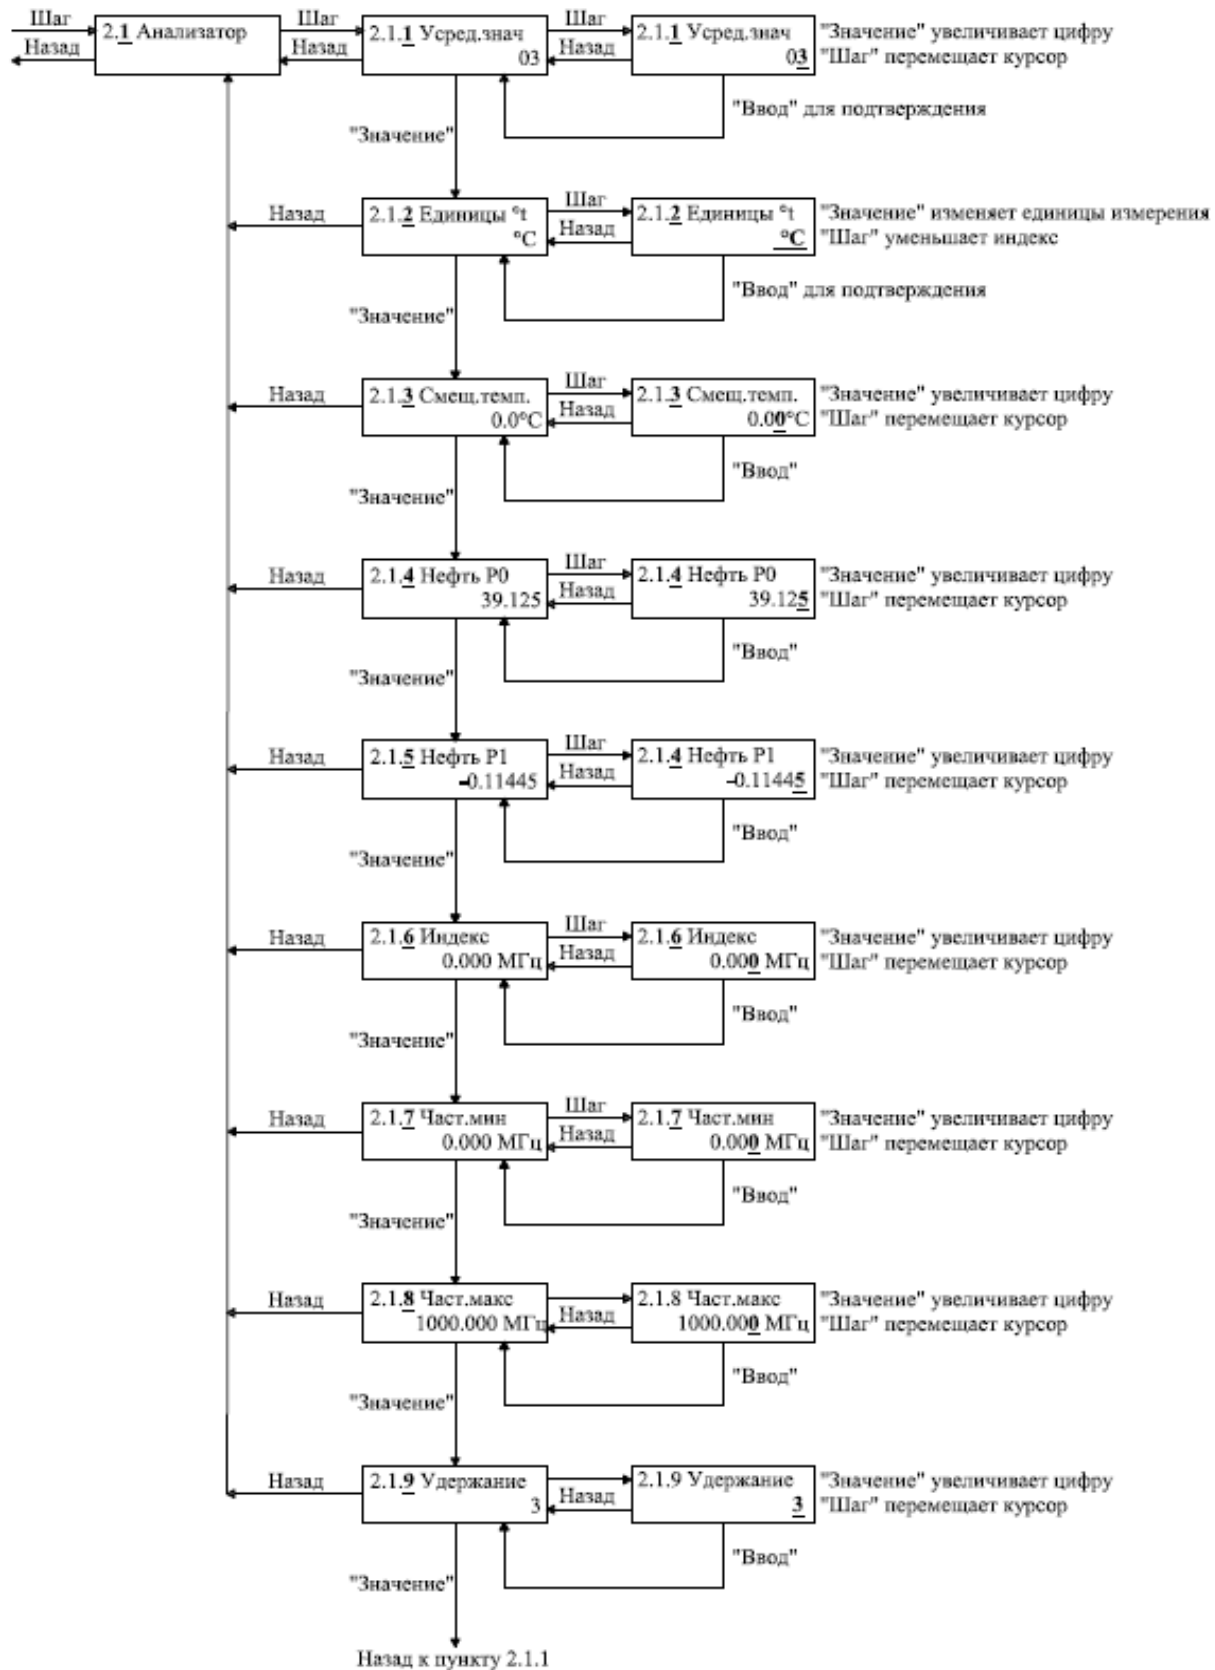 Шаг
Назад
2.1 Анализатор
Шаг
Назад
2.1.1 Усред.знач
03
Шаг
Назад
2.1.1 Усред.знач
03
"Значение" увеличивает цифру
"Шаг" перемещает курсор
"Ввод" для подтверждения
"Значение"
Назад
2.1.2 Единицы °t
°C
Шаг
Назад
2.1.2 Единицы °t
°C
"Значение" изменяет единицы измерения
"Шаг" уменьшает индекс
"Ввод" для подтверждения
"Значение"
Назад
2.1.3 Смещ.темп.
0.0°C
Шаг
Назад
2.1.3 Смещ.темп.
0.00°C
"Значение" увеличивает цифру
"Шаг" перемещает курсор
"Ввод"
"Значение"
Назад
2.1.4 Нефть P0
39.125
Шаг
Назад
2.1.4 Нефть P0
39.125
"Значение" увеличивает цифру
"Шаг" перемещает курсор
"Ввод"
"Значение"
Назад
2.1.5 Нефть P1
-0.11445
Шаг
Назад
2.1.4 Нефть P1
-0.11445
"Значение" увеличивает цифру
"Шаг" перемещает курсор
"Ввод"
"Значение"
Назад
2.1.6 Индекс
0.000 МГц
Шаг
Назад
2.1.6 Индекс
0.000 МГц
"Значение" увеличивает цифру
"Шаг" перемещает курсор
"Ввод"
"Значение"
Назад
2.1.7 Част.мин
0.000 МГц
Шаг
Назад
2.1.7 Част.мин
0.000 МГц
"Значение" увеличивает цифру
"Шаг" перемещает курсор
"Ввод"
"Значение"
Назад
2.1.8 Част.макс
1000.000 МГц
Назад
2.1.8 Част.макс
1000.000 МГц
"Значение" увеличивает цифру
"Шаг" перемещает курсор
"Ввод"
"Значение"
Назад
2.1.9 Удержание
3
Назад
2.1.9 Удержание
3
"Значение" увеличивает цифру
"Шаг" перемещает курсор
"Ввод"
"Значение"
Назад к пункту 2.1.1